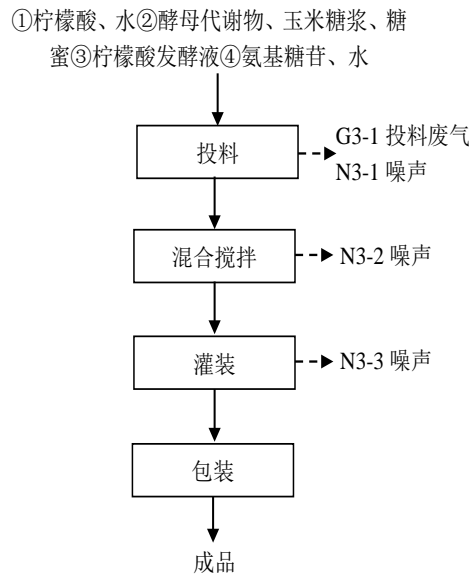 ①柠檬酸、水②酵母代谢物、玉米糖浆、糖
蜜③柠檬酸发酵液④氨基糖苷、水
投料
G3-1 投料废气
N3-1 噪声
混合搅拌
N3-2 噪声
灌装
N3-3 噪声
包装
成品